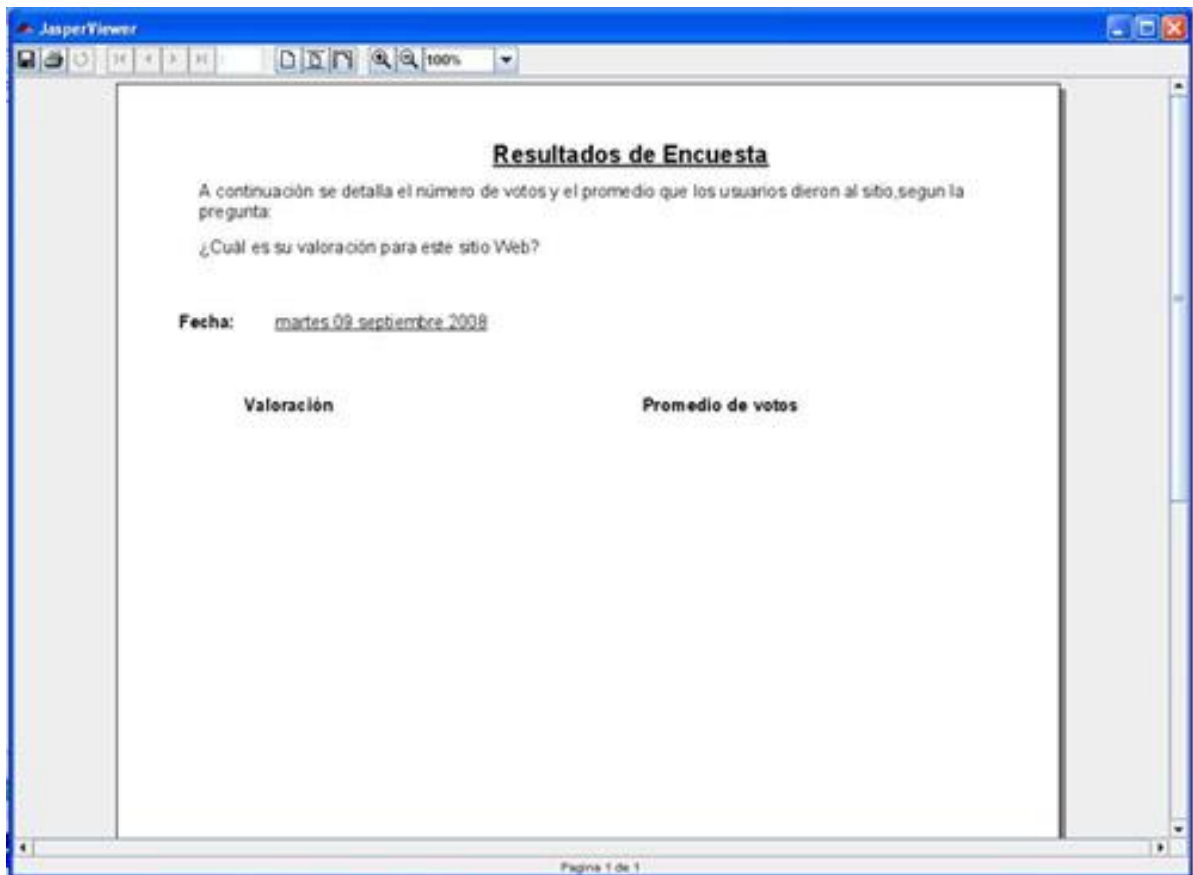 JasperViewer
100%
Resultados de Encuesta
A continuación se detalla el número de votos y el promedio que los usuarios dieron al sitio,segun la
pregunta:
¿Cuál es su valoración para este sitio Web?
Fecha: martes 09 septiembre 2008
Valoración Promedio de votos
Pagina 1 de 1